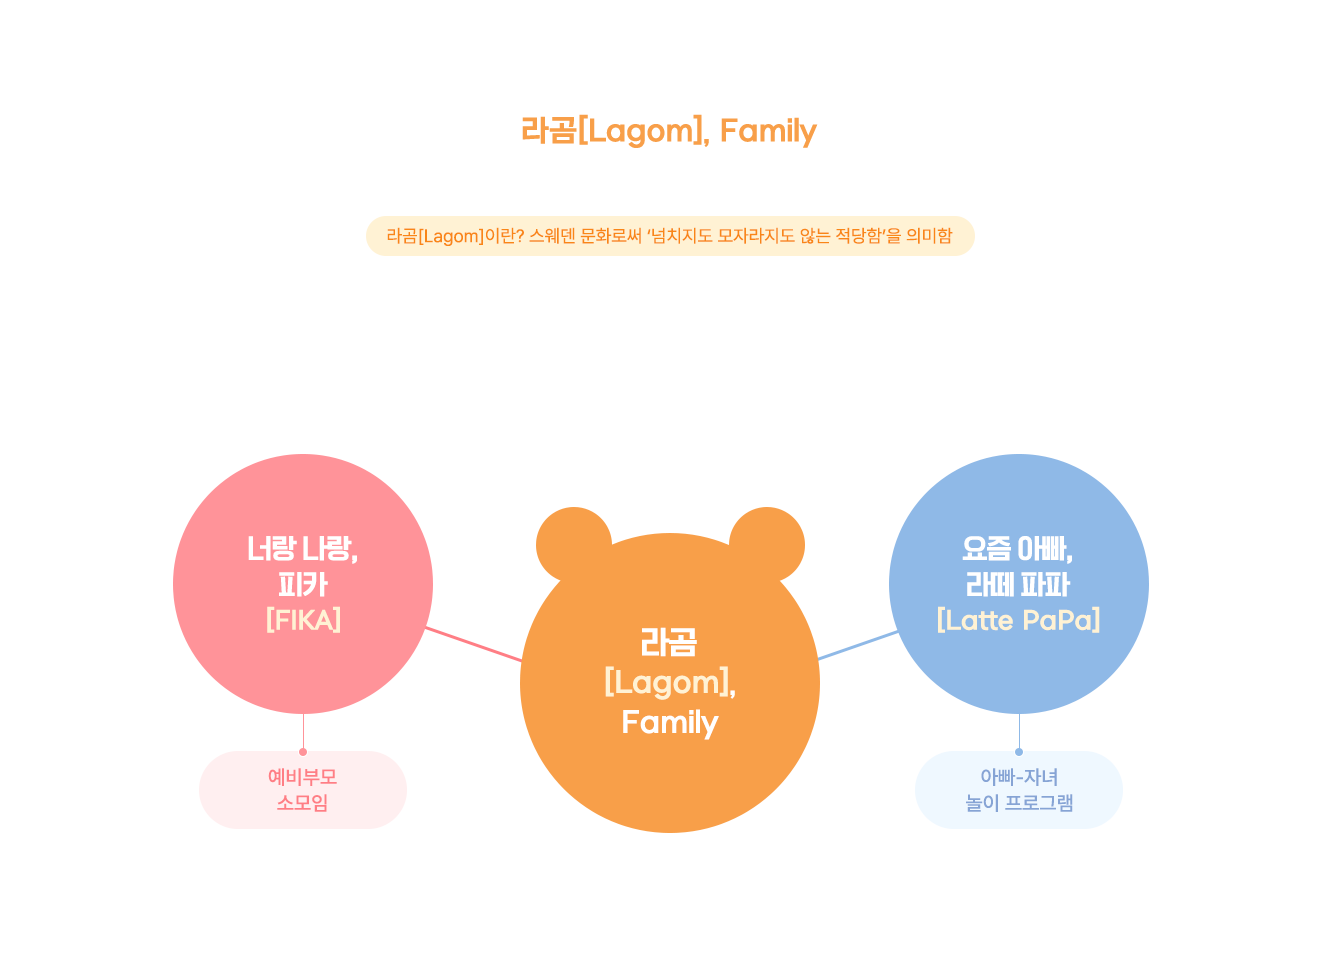 라곰[Lagom], Family
라곰[Lagom]이란? 스웨덴 문화로써 ‘넘치지도 모자라지도 않는 적당함’을 의미함
너랑 나랑,
피카
[FIKA]
예비부모
소모임
라곰
[Lagom],
Family
요즘 아빠,
라떼 파파
[Latte PaPa]
아빠-자녀
놀이 프로그램